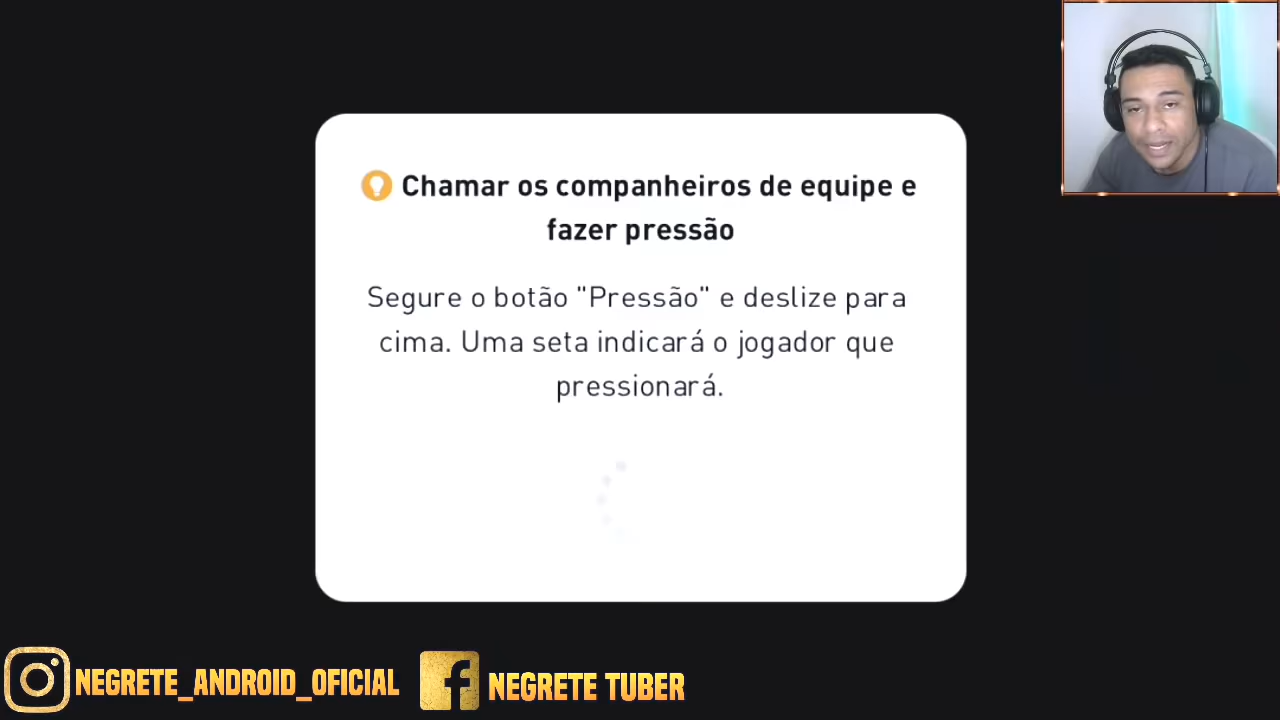 Chamar os companheiros de equipe e
fazer pressão
Segure o botão "Pressão" e deslize para
cima. Uma seta indicará o jogador que
pressionará.
NEGRETE_ANDROID_OFICIAL
NEGRETE TUBER